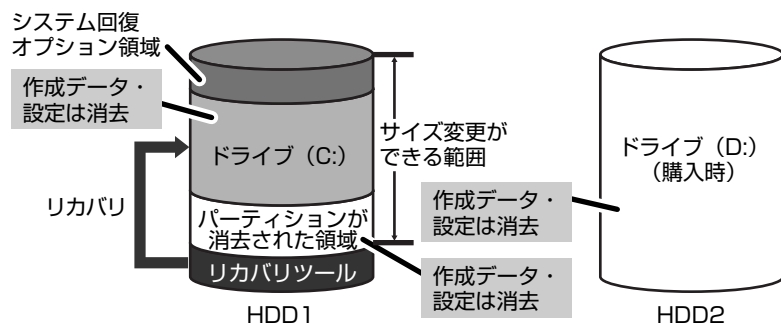 システム回復
オプション領域
作成データ・
設定は消去
ドライブ（C:）
サイズ変更が
できる範囲
リカバリ
パーティションが
消去された領域
リカバリツール
HDD1
作成データ・
設定は消去
作成データ・
設定は消去
ドライブ（D:）
（購入時）
HDD2